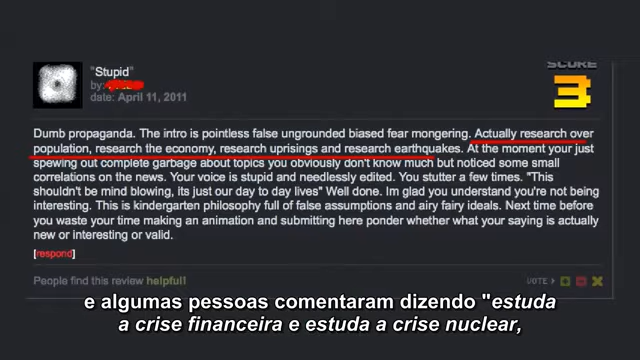 "Stupid"
by:
date: April 11, 2011
SCORE
3
Dumb propaganda. The intro is pointless false ungrounded biased fear mongering. Actually research over
population, research the economy, research uprisings and research earthquakes. At the moment your just
spewing out complete garbage about topics you obviously don't know much but noticed some small
correlations on the news. Your voice is stupid and needlessly edited. You stutter a few times. "This
shouldn't be mind blowing, its just our day to day lives" Well done. Im glad you understand you're not being
interesting. This is kindergarten philosophy full of false assumptions and airy fairy ideals. Next time before
you waste your time making an animation and submitting here ponder whether what your saying is actually
new or interesting or valid.
[respond]
People find this review helpful!
VOTE >
e algumas pessoas comentaram dizendo "estuda
a crise financeira e estuda a crise nuclear,